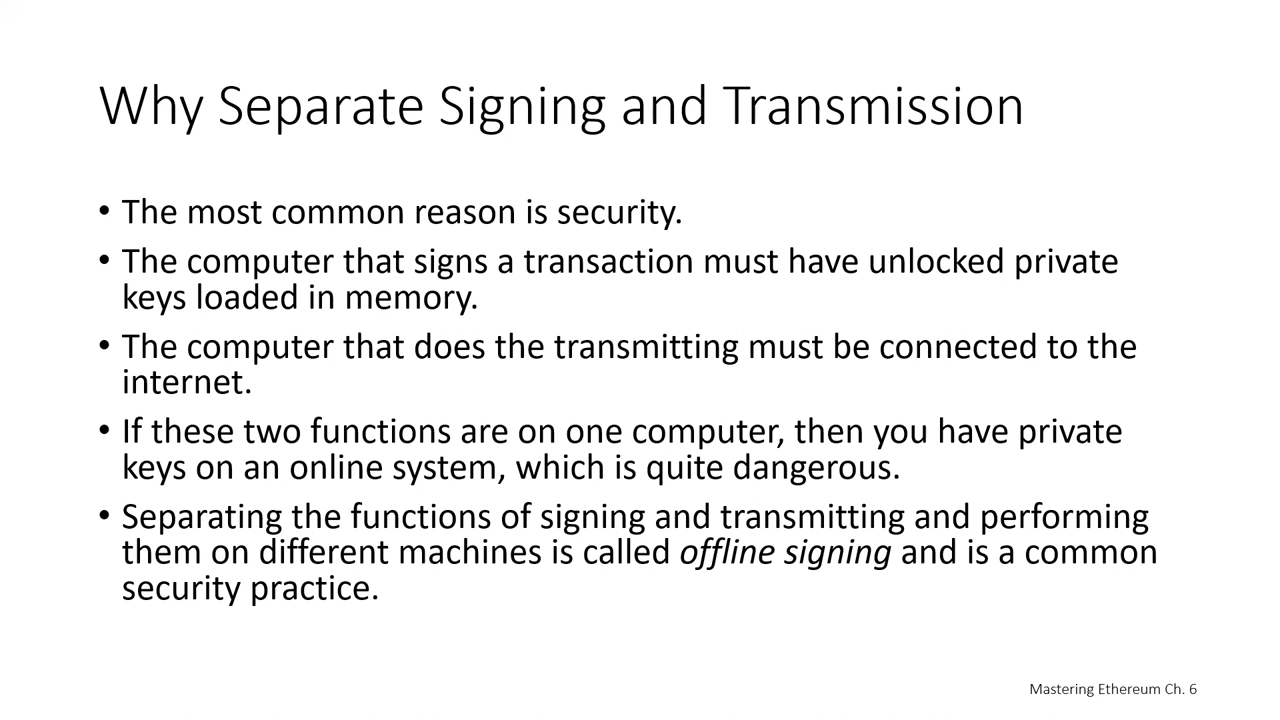 Why Separate Signing and Transmission
• The most common reason is security.
• The computer that signs a transaction must have unlocked private
keys loaded in memory.
• The computer that does the transmitting must be connected to the
internet.
• If these two functions are on one computer, then you have private
keys on an online system, which is quite dangerous.
• Separating the functions of signing and transmitting and performing
them on different machines is called offline signing and is a common
security practice.
Mastering Ethereum Ch. 6